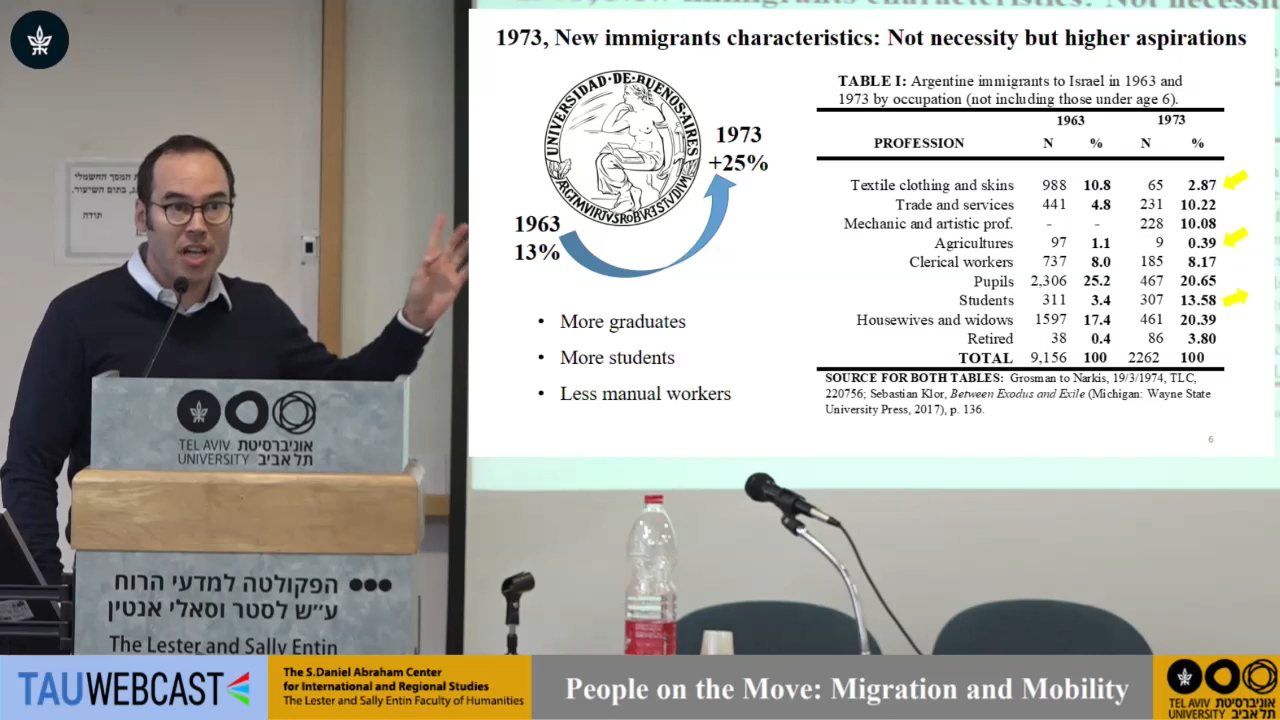 1973, New immigrants characteristics: Not necessity but higher aspirations
UNIVERSIDAD·DE·BUENOS·AIRES
1963
13%
1973
+25%
• More graduates
• More students
• Less manual workers
TABLE I: Argentine immigrants to Israel in 1963 and
1973 by occupation (not including those under age 6).
1963 1973
PROFESSION N % N %
Textile clothing and skins 988 10.8 65 2.87
Trade and services 441 4.8 231 10.22
Mechanic and artistic prof. - - 228 10.08
Agricultures 97 1.1 9 0.39
Clerical workers 737 8.0 185 8.17
Pupils 2,306 25.2 467 20.65
Students 311 3.4 307 13.58
Housewives and widows 1597 17.4 461 20.39
Retired 38 0.4 86 3.80
TOTAL 9,156 100 2262 100
SOURCE FOR BOTH TABLES: Grosman to Narkis, 19/3/1974, TLC,
220756; Sebastian Klor, Between Exodus and Exile (Michigan: Wayne State
University Press, 2017), p. 136.
6
המסך החשמלי
בתום השיעור.
תודה
TEL AVIV אוניברסיטת
UNIVERSITY תל אביב
הפקולטה למדעי הרוח
ע״ש לסטר וסאלי אנטין
The Lester and Sally Entin
TAUWEBCAST
The S.Daniel Abraham Center
for International and Regional Studies
The Lester and Sally Entin Faculty of Humanities
People on the Move: Migration and Mobility
TEL AVIV אוניברסיטת
UNIVERSITY תל אביב